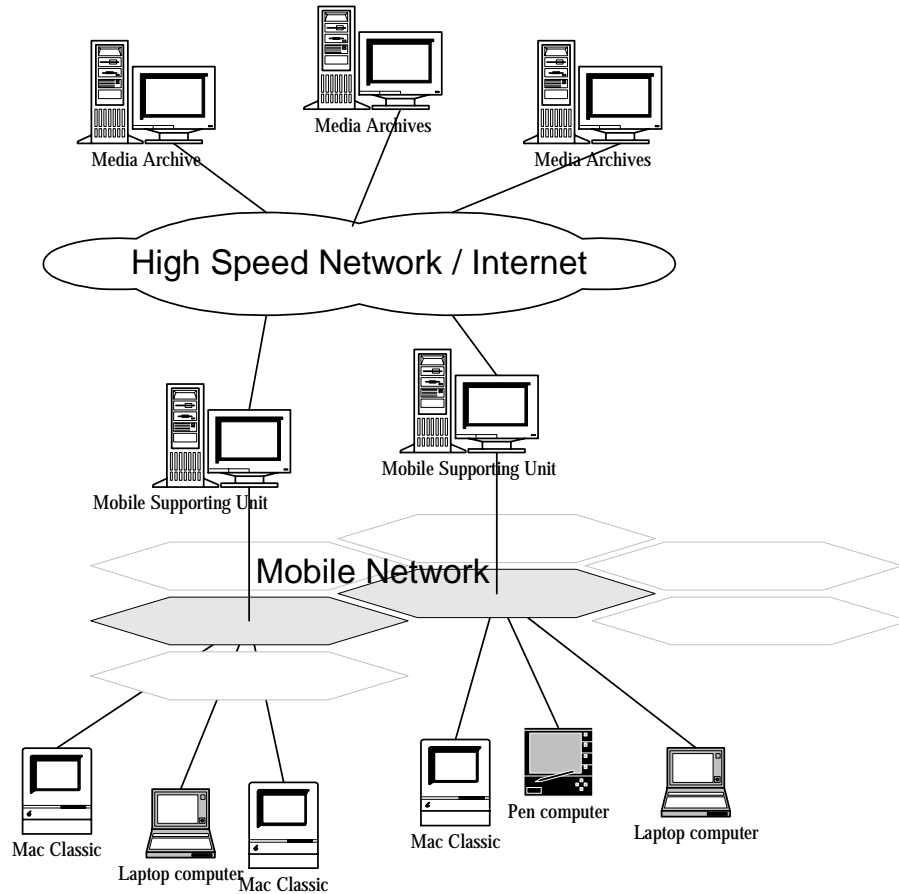 Media Archive
Media Archives
Media Archives
High Speed Network / Internet
Mobile Supporting Unit
Mobile Supporting Unit
Mobile Network
Mac Classic
Laptop computer
Mac Classic
Mac Classic
Pen computer
Laptop computer